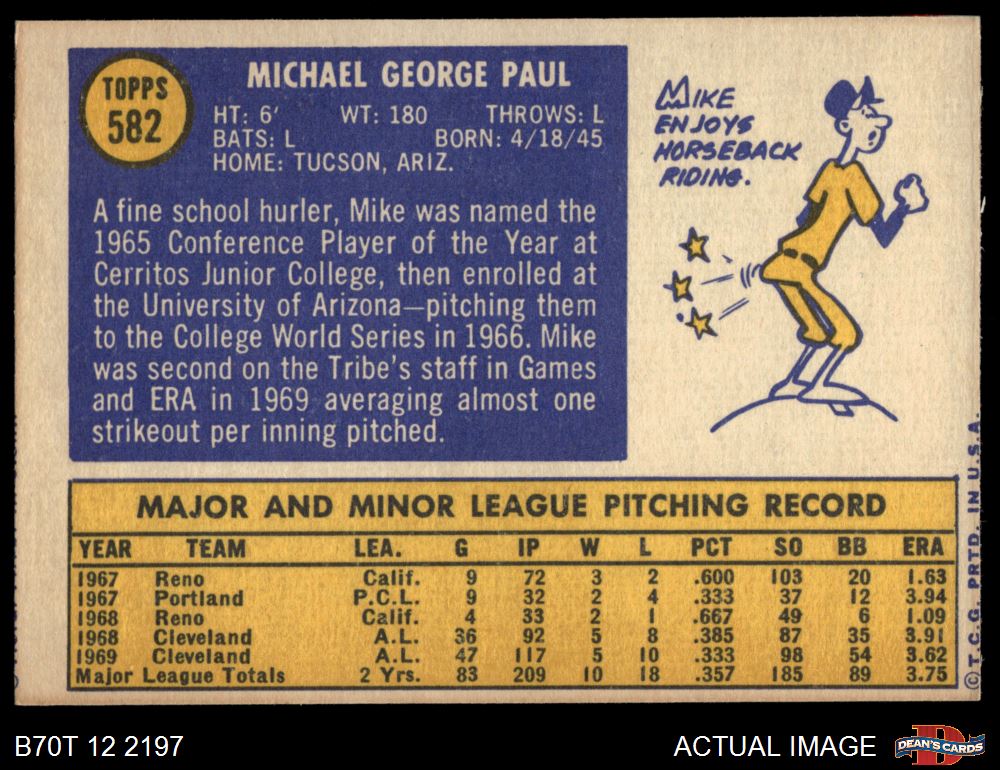 TOPPS
582
MICHAEL GEORGE PAUL
HT: 6' WT: 180 THROWS: L
BATS: L BORN: 4/18/45
HOME: TUCSON, ARIZ.
A fine school hurler, Mike was named the
1965 Conference Player of the Year at
Cerritos Junior College, then enrolled at
the University of Arizona—pitching them
to the College World Series in 1966. Mike
was second on the Tribe's staff in Games
and ERA in 1969 averaging almost one
strikeout per inning pitched.
MIKE
ENJOYS
HORSEBACK
RIDING.
MAJOR AND MINOR LEAGUE PITCHING RECORD
YEAR TEAM LEA. G IP W L PCT SO BB ERA
1967 Reno Calif. 9 72 3 2 .600 103 20 1.63
1967 Portland P.C.L. 9 32 2 4 .333 37 12 3.94
1968 Reno Calif. 4 33 2 1 .667 49 6 1.09
1968 Cleveland A.L. 36 92 5 8 .385 87 35 3.91
1969 Cleveland A.L. 47 117 5 10 .333 98 54 3.62
Major League Totals 2 Yrs. 83 209 10 18 .357 185 89 3.75
© T.C.G. PRTD. IN U.S.A.
B70T 12 2197
ACTUAL IMAGE
D
DEAN'S CARDS